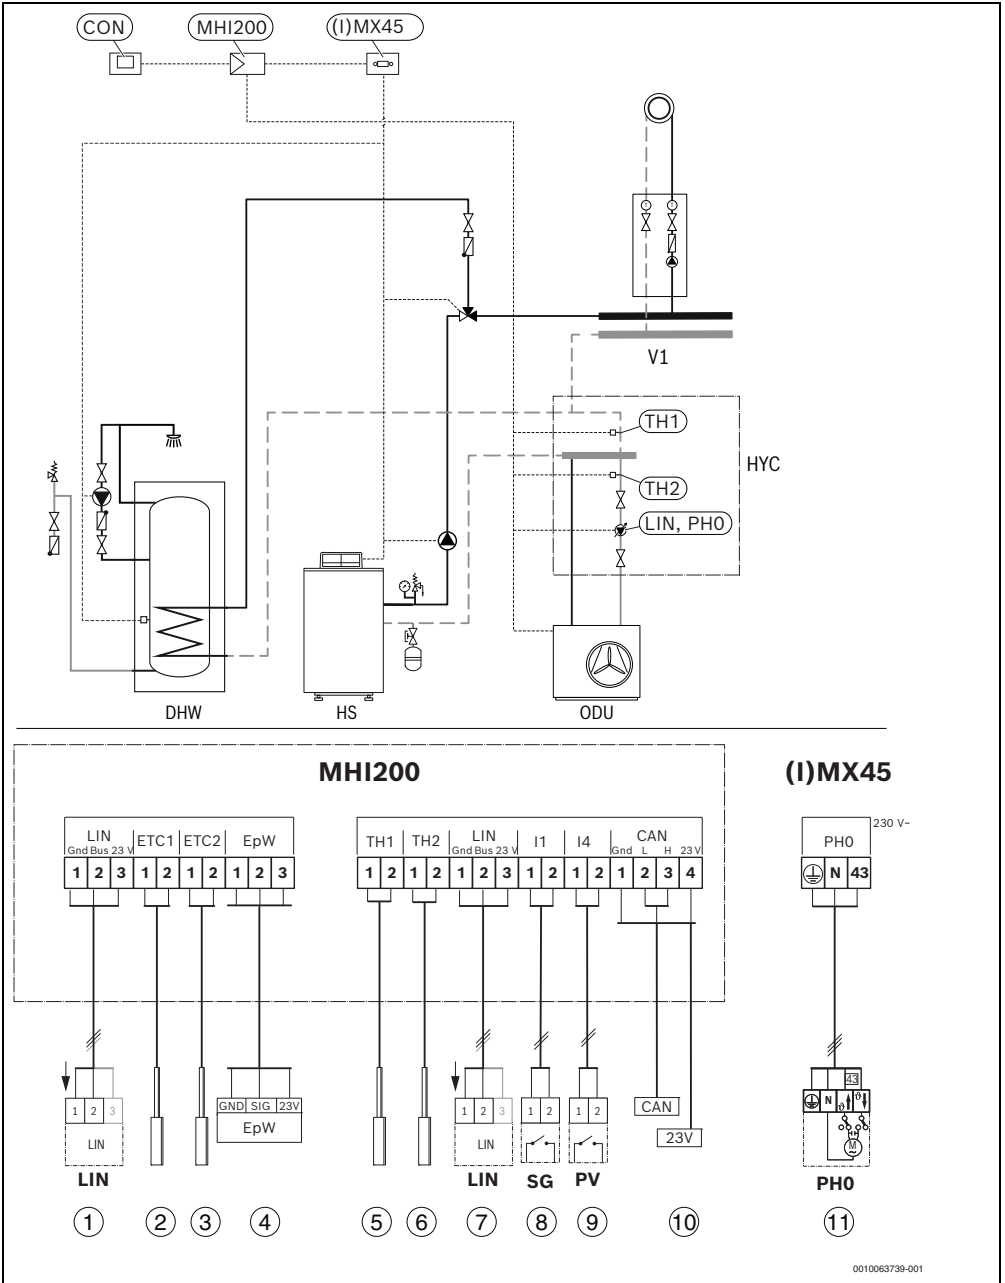 CON MHI200 (I)MX45
V1
TH1
HYC
TH2
LIN, PH0
DHW HS ODU
MHI200 (I)MX45
230 V~
LIN ETC1 ETC2 EpW TH1 TH2 LIN I1 I4 CAN PH0
Gnd Bus 23 V Gnd Bus 23 V Gnd L H 23 V
1 2 3 1 2 1 2 1 2 3 1 2 1 2 1 2 3 1 2 1 2 1 2 3 4 N 43
43
GND SIG 23V N
1 2 3 1 2 3 1 2 1 2 CAN
EpW
LIN LIN 23V M
LIN LIN SG PV PH0
1 2 3 4 5 6 7 8 9 10 11
0010063739-001